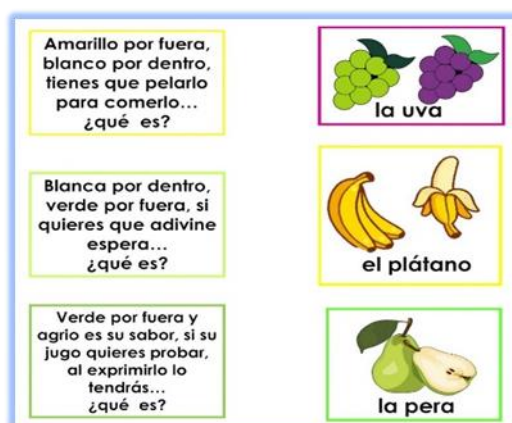 Amarillo por fuera,
blanco por dentro,
tienes que pelarlo
para comerlo...
¿qué es?
la uva
Blanca por dentro,
verde por fuera, si
quieres que adivine
espera...
¿qué es?
el plátano
Verde por fuera y
agrio es su sabor, si su
jugo quieres probar,
al exprimirlo lo
tendrás...
¿qué es?
la pera